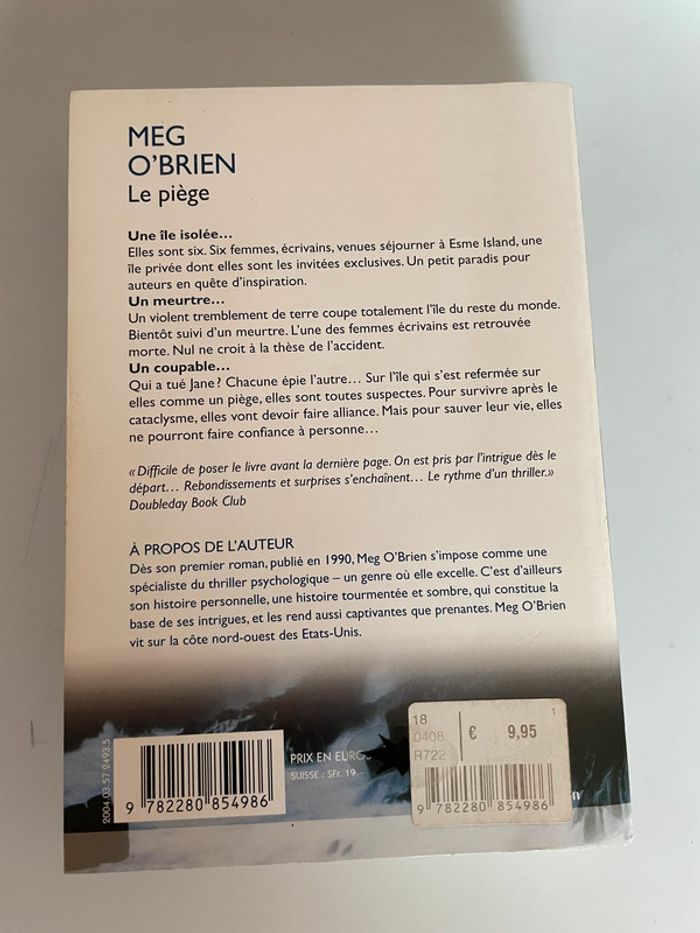 MEG
O'BRIEN
Le piège
Une île isolée...
Elles sont six. Six femmes, écrivains, venues séjourner à Esme Island, une
île privée dont elles sont les invitées exclusives. Un petit paradis pour
auteurs en quête d'inspiration.
Un meurtre...
Un violent tremblement de terre coupe totalement l'île du reste du monde.
Bientôt suivi d'un meurtre. L'une des femmes écrivains est retrouvée
morte. Nul ne croit à la thèse de l'accident.
Un coupable...
Qui a tué Jane ? Chacune épie l'autre... Sur l'île qui s'est refermée sur
elles comme un piège, elles sont toutes suspectes. Pour survivre après le
cataclysme, elles vont devoir faire alliance. Mais pour sauver leur vie, elles
ne pourront faire confiance à personne...
« Difficile de poser le livre avant la dernière page. On est pris par l'intrigue dès le
départ... Rebondissements et surprises s'enchaînent... Le rythme d'un thriller.»
Doubleday Book Club
À PROPOS DE L'AUTEUR
Dès son premier roman, publié en 1990, Meg O'Brien s'impose comme une
spécialiste du thriller psychologique – un genre où elle excelle. C'est d'ailleurs
son histoire personnelle, une histoire tourmentée et sombre, qui constitue la
base de ses intrigues, et les rend aussi captivantes que prenantes. Meg O'Brien
vit sur la côte nord-ouest des Etats-Unis.
2004.03.57.2493.5
9 782280 854986
PRIX EN EUROS
SUISSE : SFr. 19.
18
0408
R722
€ 9,95
1
9 782280 854986